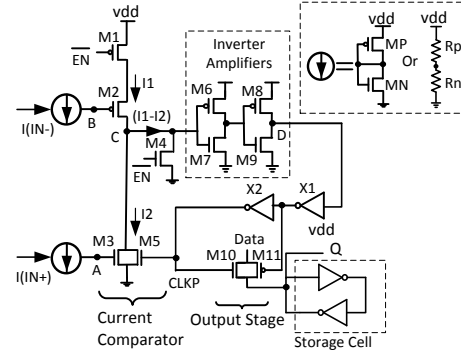 vdd
M1
EN
M2
I1
I(IN-)
B
C
(I1-I2)
M4
EN
I2
M3
M5
I(IN+)
A
Current
Comparator
Inverter
Amplifiers
M6
M8
M7
M9
D
vdd
MP
MN
Or
vdd
Rp
Rn
X2
X1
vdd
Data
M10
M11
Q
CLKP
Output Stage
Storage Cell